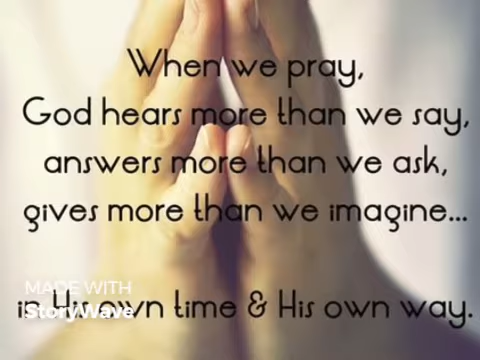 When we pray,
God hears more than we say,
answers more than we ask,
gives more than we imagine...
MADE WITH
StoryWave
in His own time & His own way.